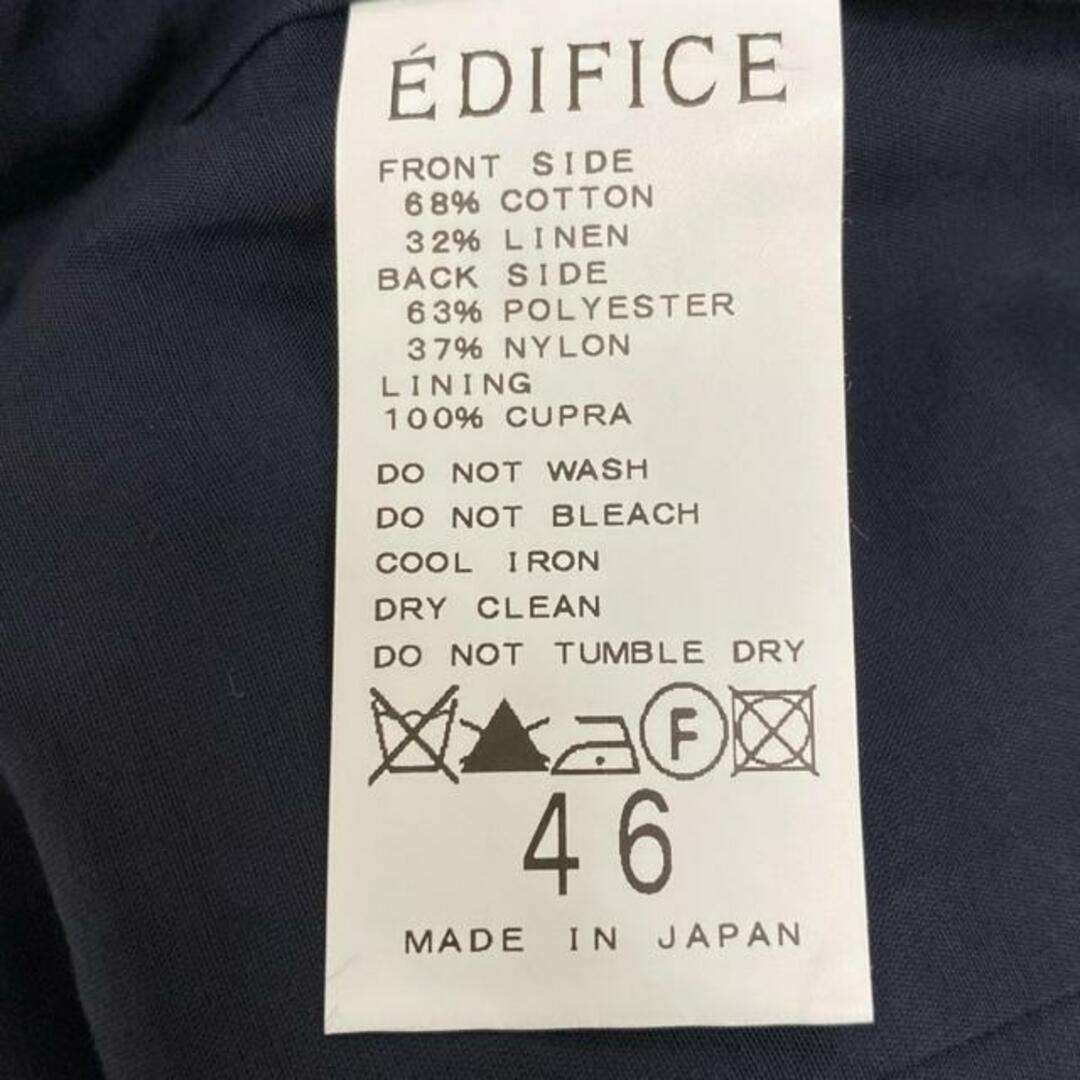 ÉDIFICE
FRONT SIDE
68% COTTON
32% LINEN
BACK SIDE
63% POLYESTER
37% NYLON
LINING
100% CUPRA
DO NOT WASH
DO NOT BLEACH
COOL IRON
DRY CLEAN
DO NOT TUMBLE DRY
F
46
MADE IN JAPAN